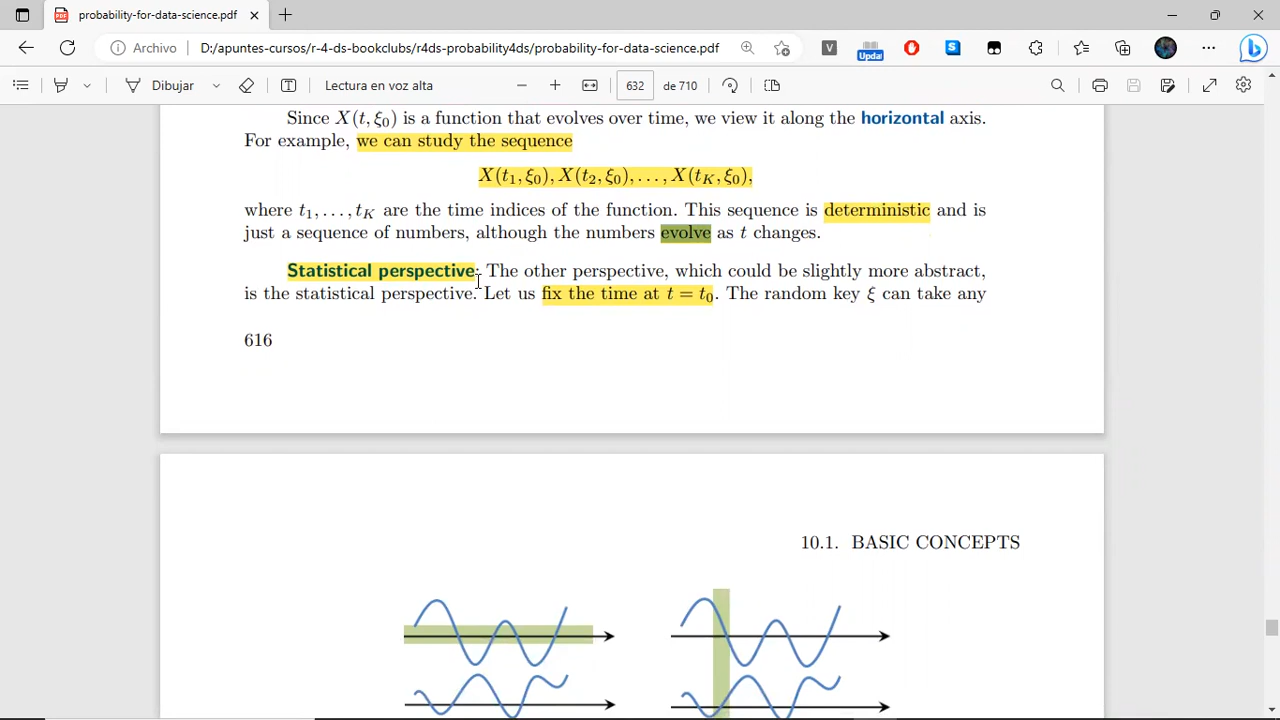 probability-for-data-science.pdf
Archivo D:/apuntes-cursos/r-4-ds-bookclubs/r4ds-probability4ds/probability-for-data-science.pdf
V Updat S
Dibujar Lectura en voz alta 632 de 710
Since X(t, ξ₀) is a function that evolves over time, we view it along the horizontal axis.
For example, we can study the sequence
X(t₁, ξ₀), X(t₂, ξ₀), . . . , X(t_K, ξ₀),
where t₁, . . . , t_K are the time indices of the function. This sequence is deterministic and is
just a sequence of numbers, although the numbers evolve as t changes.
Statistical perspective: The other perspective, which could be slightly more abstract,
is the statistical perspective. Let us fix the time at t = t₀. The random key ξ can take any
616
10.1. BASIC CONCEPTS